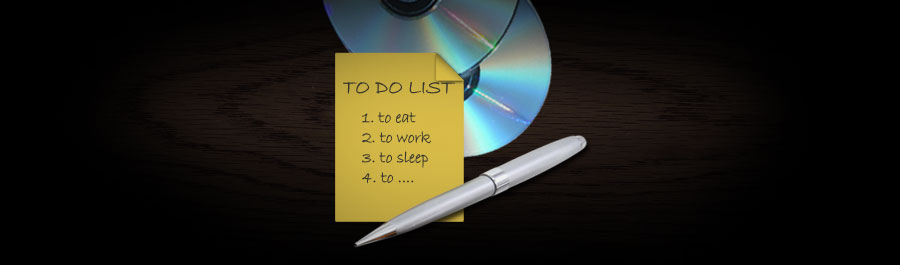 TO DO LIST
1. to eat
2. to work
3. to sleep
4. to ....